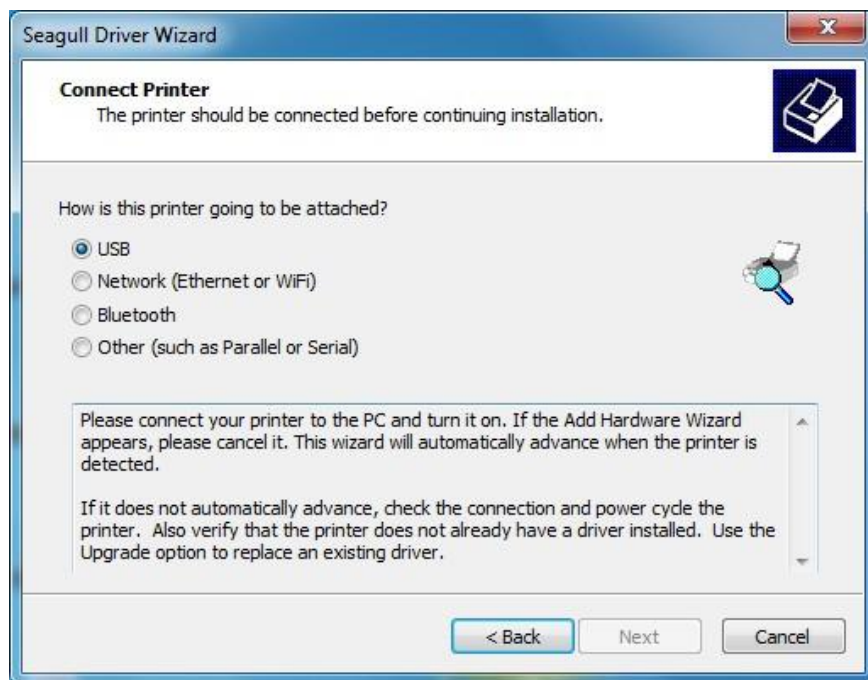 Seagull Driver Wizard
Connect Printer
The printer should be connected before continuing installation.
How is this printer going to be attached?
USB
Network (Ethernet or WiFi)
Bluetooth
Other (such as Parallel or Serial)
Please connect your printer to the PC and turn it on. If the Add Hardware Wizard
appears, please cancel it. This wizard will automatically advance when the printer is
detected.
If it does not automatically advance, check the connection and power cycle the
printer.  Also verify that the printer does not already have a driver installed.  Use the
Upgrade option to replace an existing driver.
< Back Next Cancel